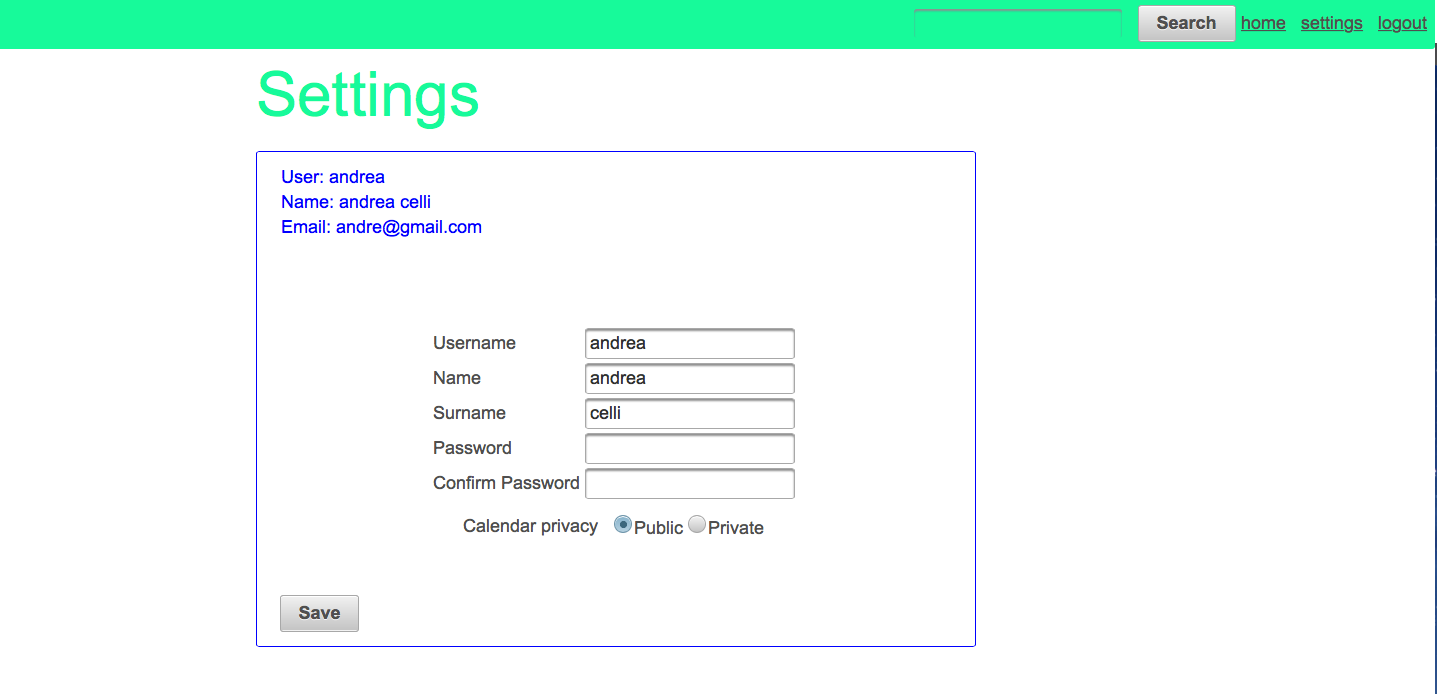 Search home settings logout
Settings
User: andrea
Name: andrea celli
Email: andre@gmail.com
Username andrea
Name andrea
Surname celli
Password
Confirm Password
Calendar privacy Public Private
Save